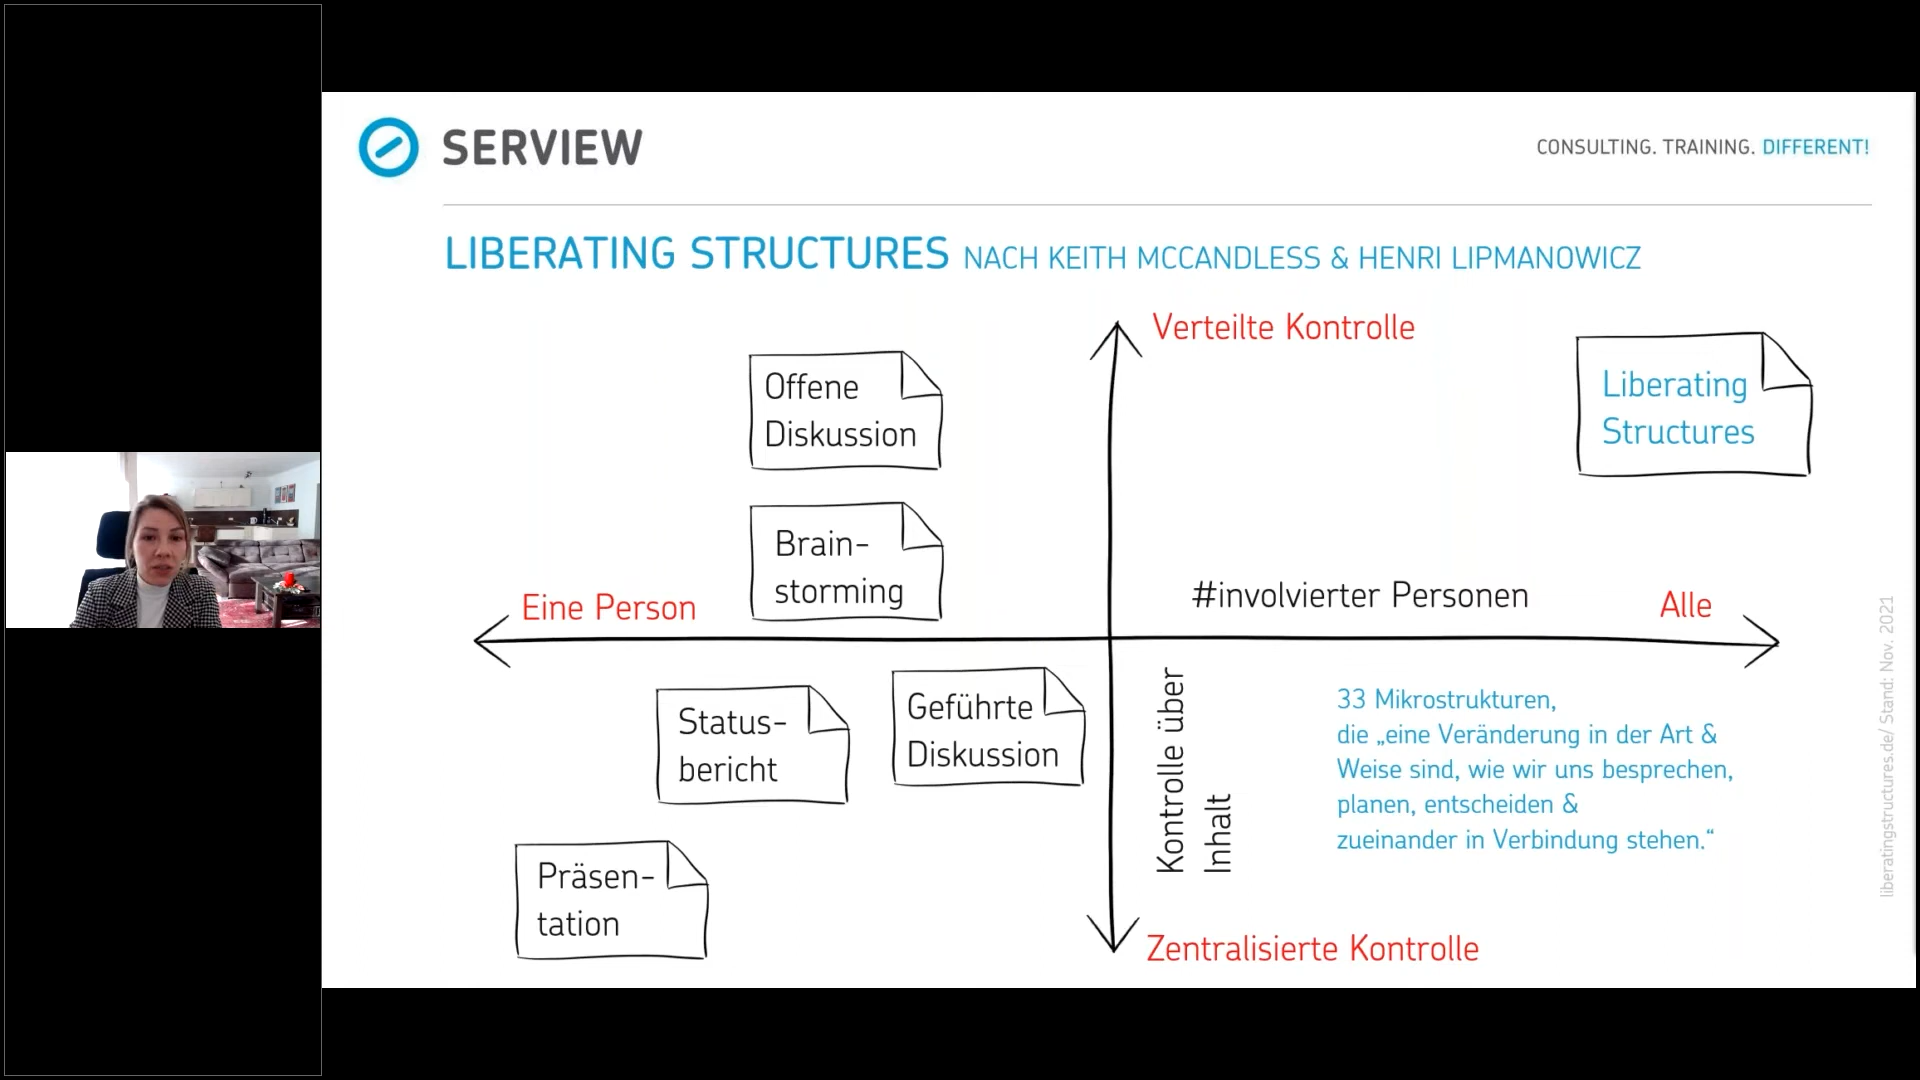 SERVIEW
CONSULTING. TRAINING. DIFFERENT!
LIBERATING STRUCTURES NACH KEITH MCCANDLESS & HENRI LIPMANOWICZ
Verteilte Kontrolle
Offene
Diskussion
Liberating
Structures
Brain-
storming
Eine Person
#involvierter Personen
Alle
Status-
bericht
Geführte
Diskussion
Präsen-
tation
Kontrolle über
Inhalt
33 Mikrostrukturen,
die „eine Veränderung in der Art &
Weise sind, wie wir uns besprechen,
planen, entscheiden &
zueinander in Verbindung stehen.“
Zentralisierte Kontrolle
liberatingstructures.de/ Stand: Nov. 2021